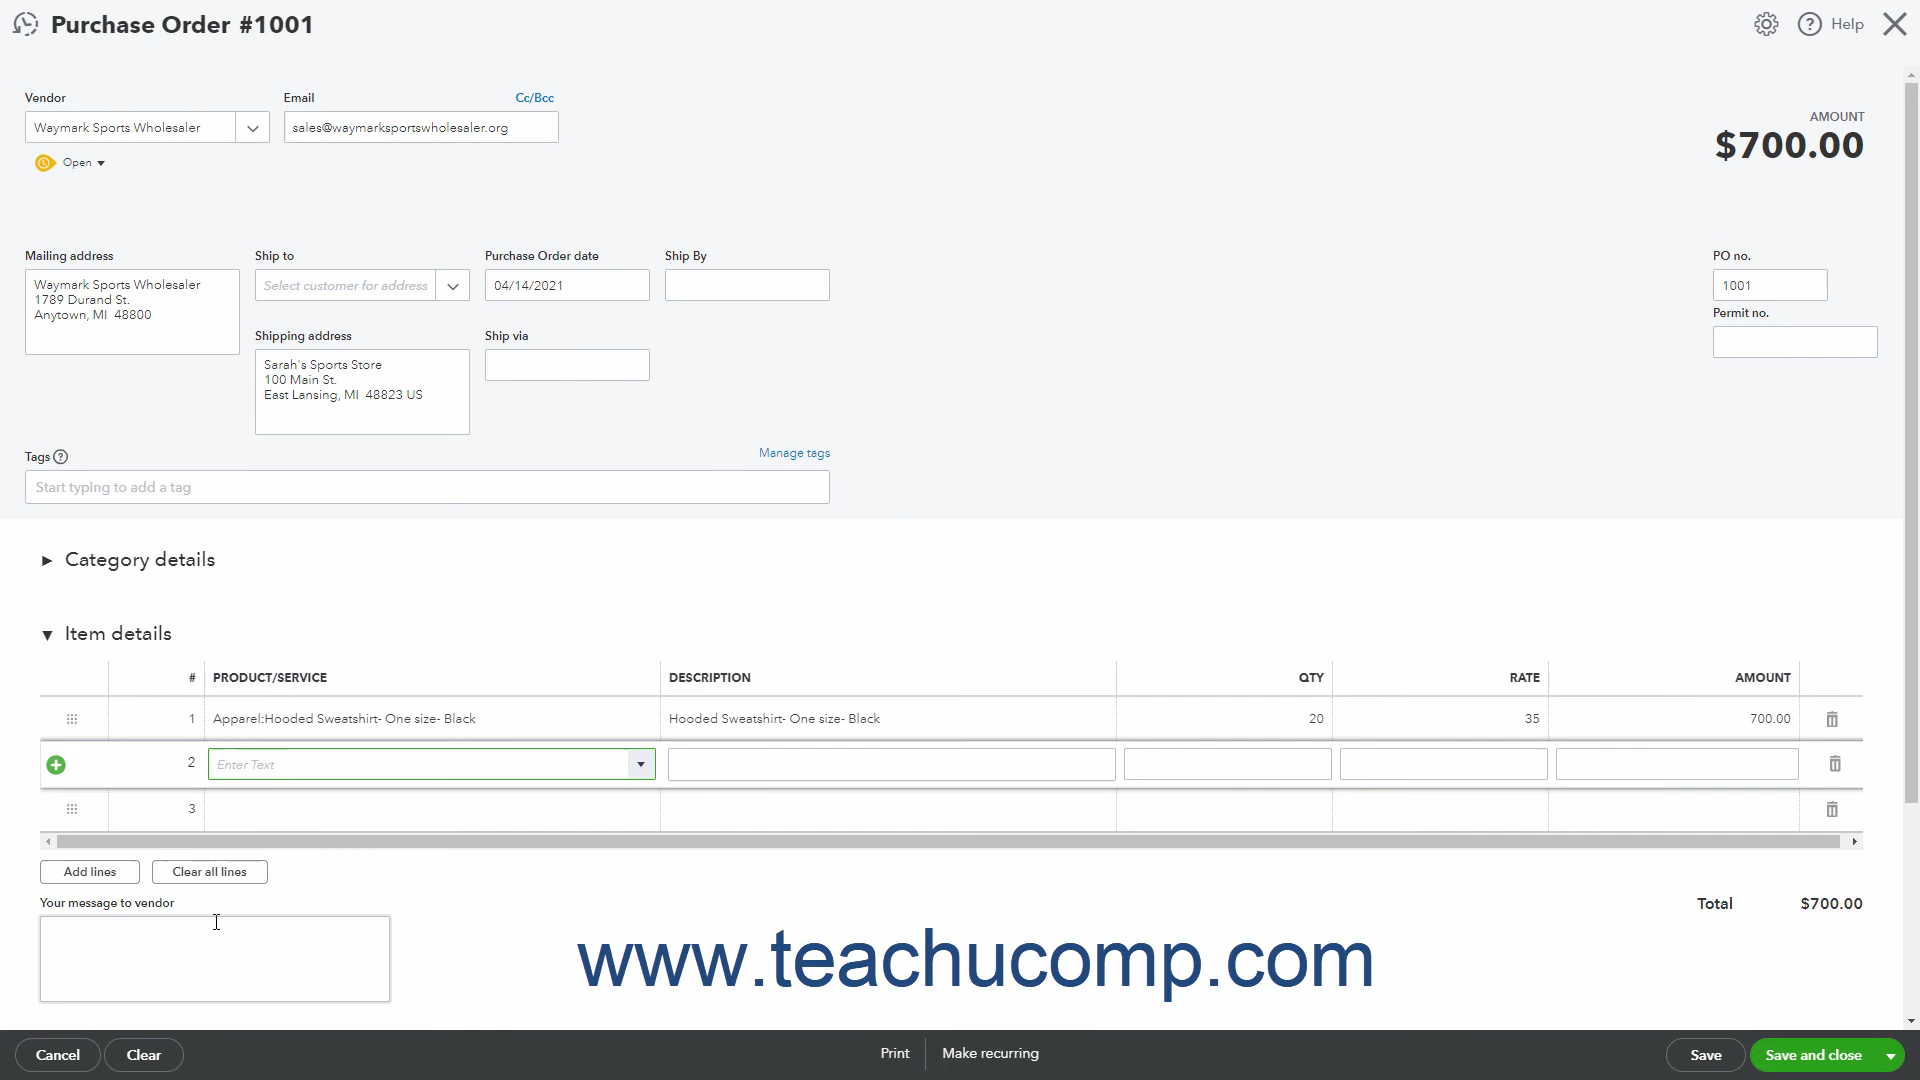 Purchase Order #1001
Help
Vendor
Email
Cc/Bcc
Waymark Sports Wholesaler
sales@waymarksportswholesaler.org
Open
AMOUNT
$700.00
Mailing address
Waymark Sports Wholesaler
1789 Durand St.
Anytown, MI  48800
Ship to
Select customer for address
Purchase Order date
04/14/2021
Ship By
PO no.
1001
Permit no.
Shipping address
Sarah's Sports Store
100 Main St.
East Lansing, MI  48823 US
Ship via
Tags
Manage tags
Start typing to add a tag
Category details
Item details
# PRODUCT/SERVICE DESCRIPTION QTY RATE AMOUNT
1 Apparel:Hooded Sweatshirt- One size- Black Hooded Sweatshirt- One size- Black 20 35 700.00
2 Enter Text
3
Add lines
Clear all lines
Your message to vendor
Total $700.00
www.teachucomp.com
Cancel
Clear
Print
Make recurring
Save
Save and close